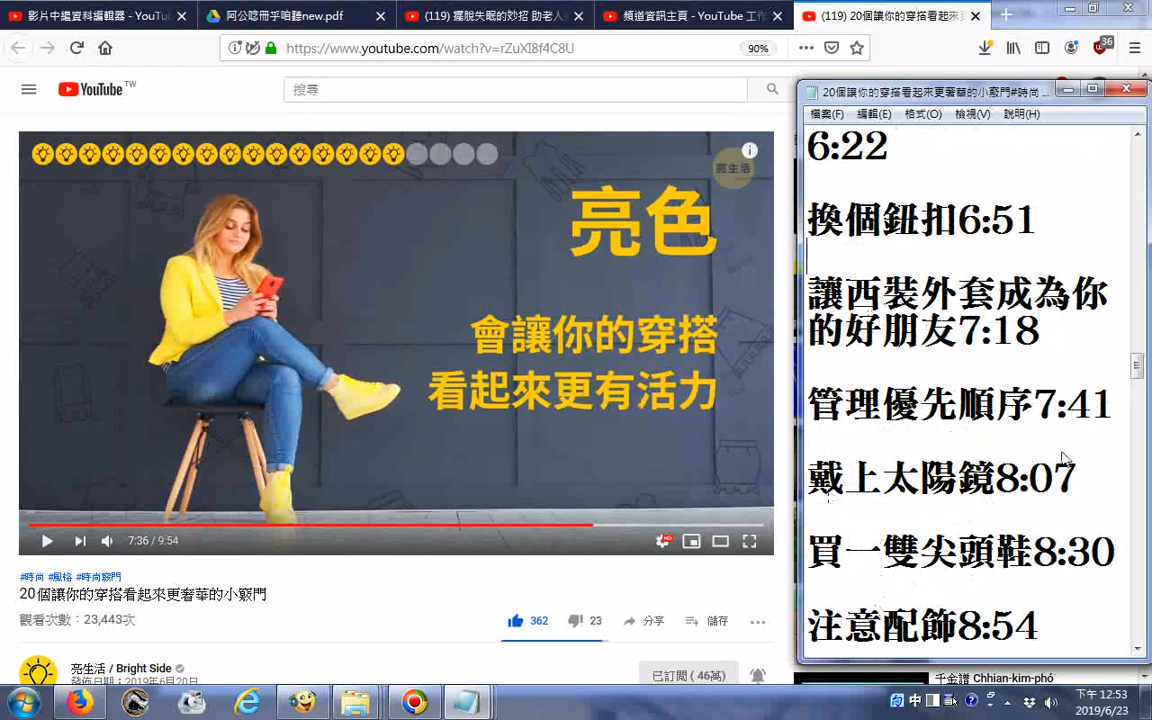 影片中繼資料編輯器 - YouTu
阿公唸冊乎咱聽new.pdf
(119) 擺脫失眠的妙招 助老人
頻道資訊主頁 - YouTube 工作
(119) 20個讓你的穿搭看起來更
https://www.youtube.com/watch?v=rZuXI8f4C8U
90%
36
YouTube TW
搜尋
亮生活
亮色
會讓你的穿搭
看起來更有活力
7:36 / 9:54
HD
#時尚 #風格 #時尚竅門
20個讓你的穿搭看起來更奢華的小竅門
觀看次數：23,443次
362
23
分享
儲存
亮生活 / Bright Side
發佈日期：2019年6月20日
已訂閱 (46萬)
20個讓你的穿搭看起來更奢華的小竅門#時尚 ...
檔案(F) 編輯(E) 格式(O) 檢視(V) 說明(H)
6:22
換個鈕扣6:51
讓西裝外套成為你
的好朋友7:18
管理優先順序7:41
戴上太陽鏡8:07
買一雙尖頭鞋8:30
注意配飾8:54
千金譜 Chhian-kim-phó͘
中
下午 12:53
2019/6/23